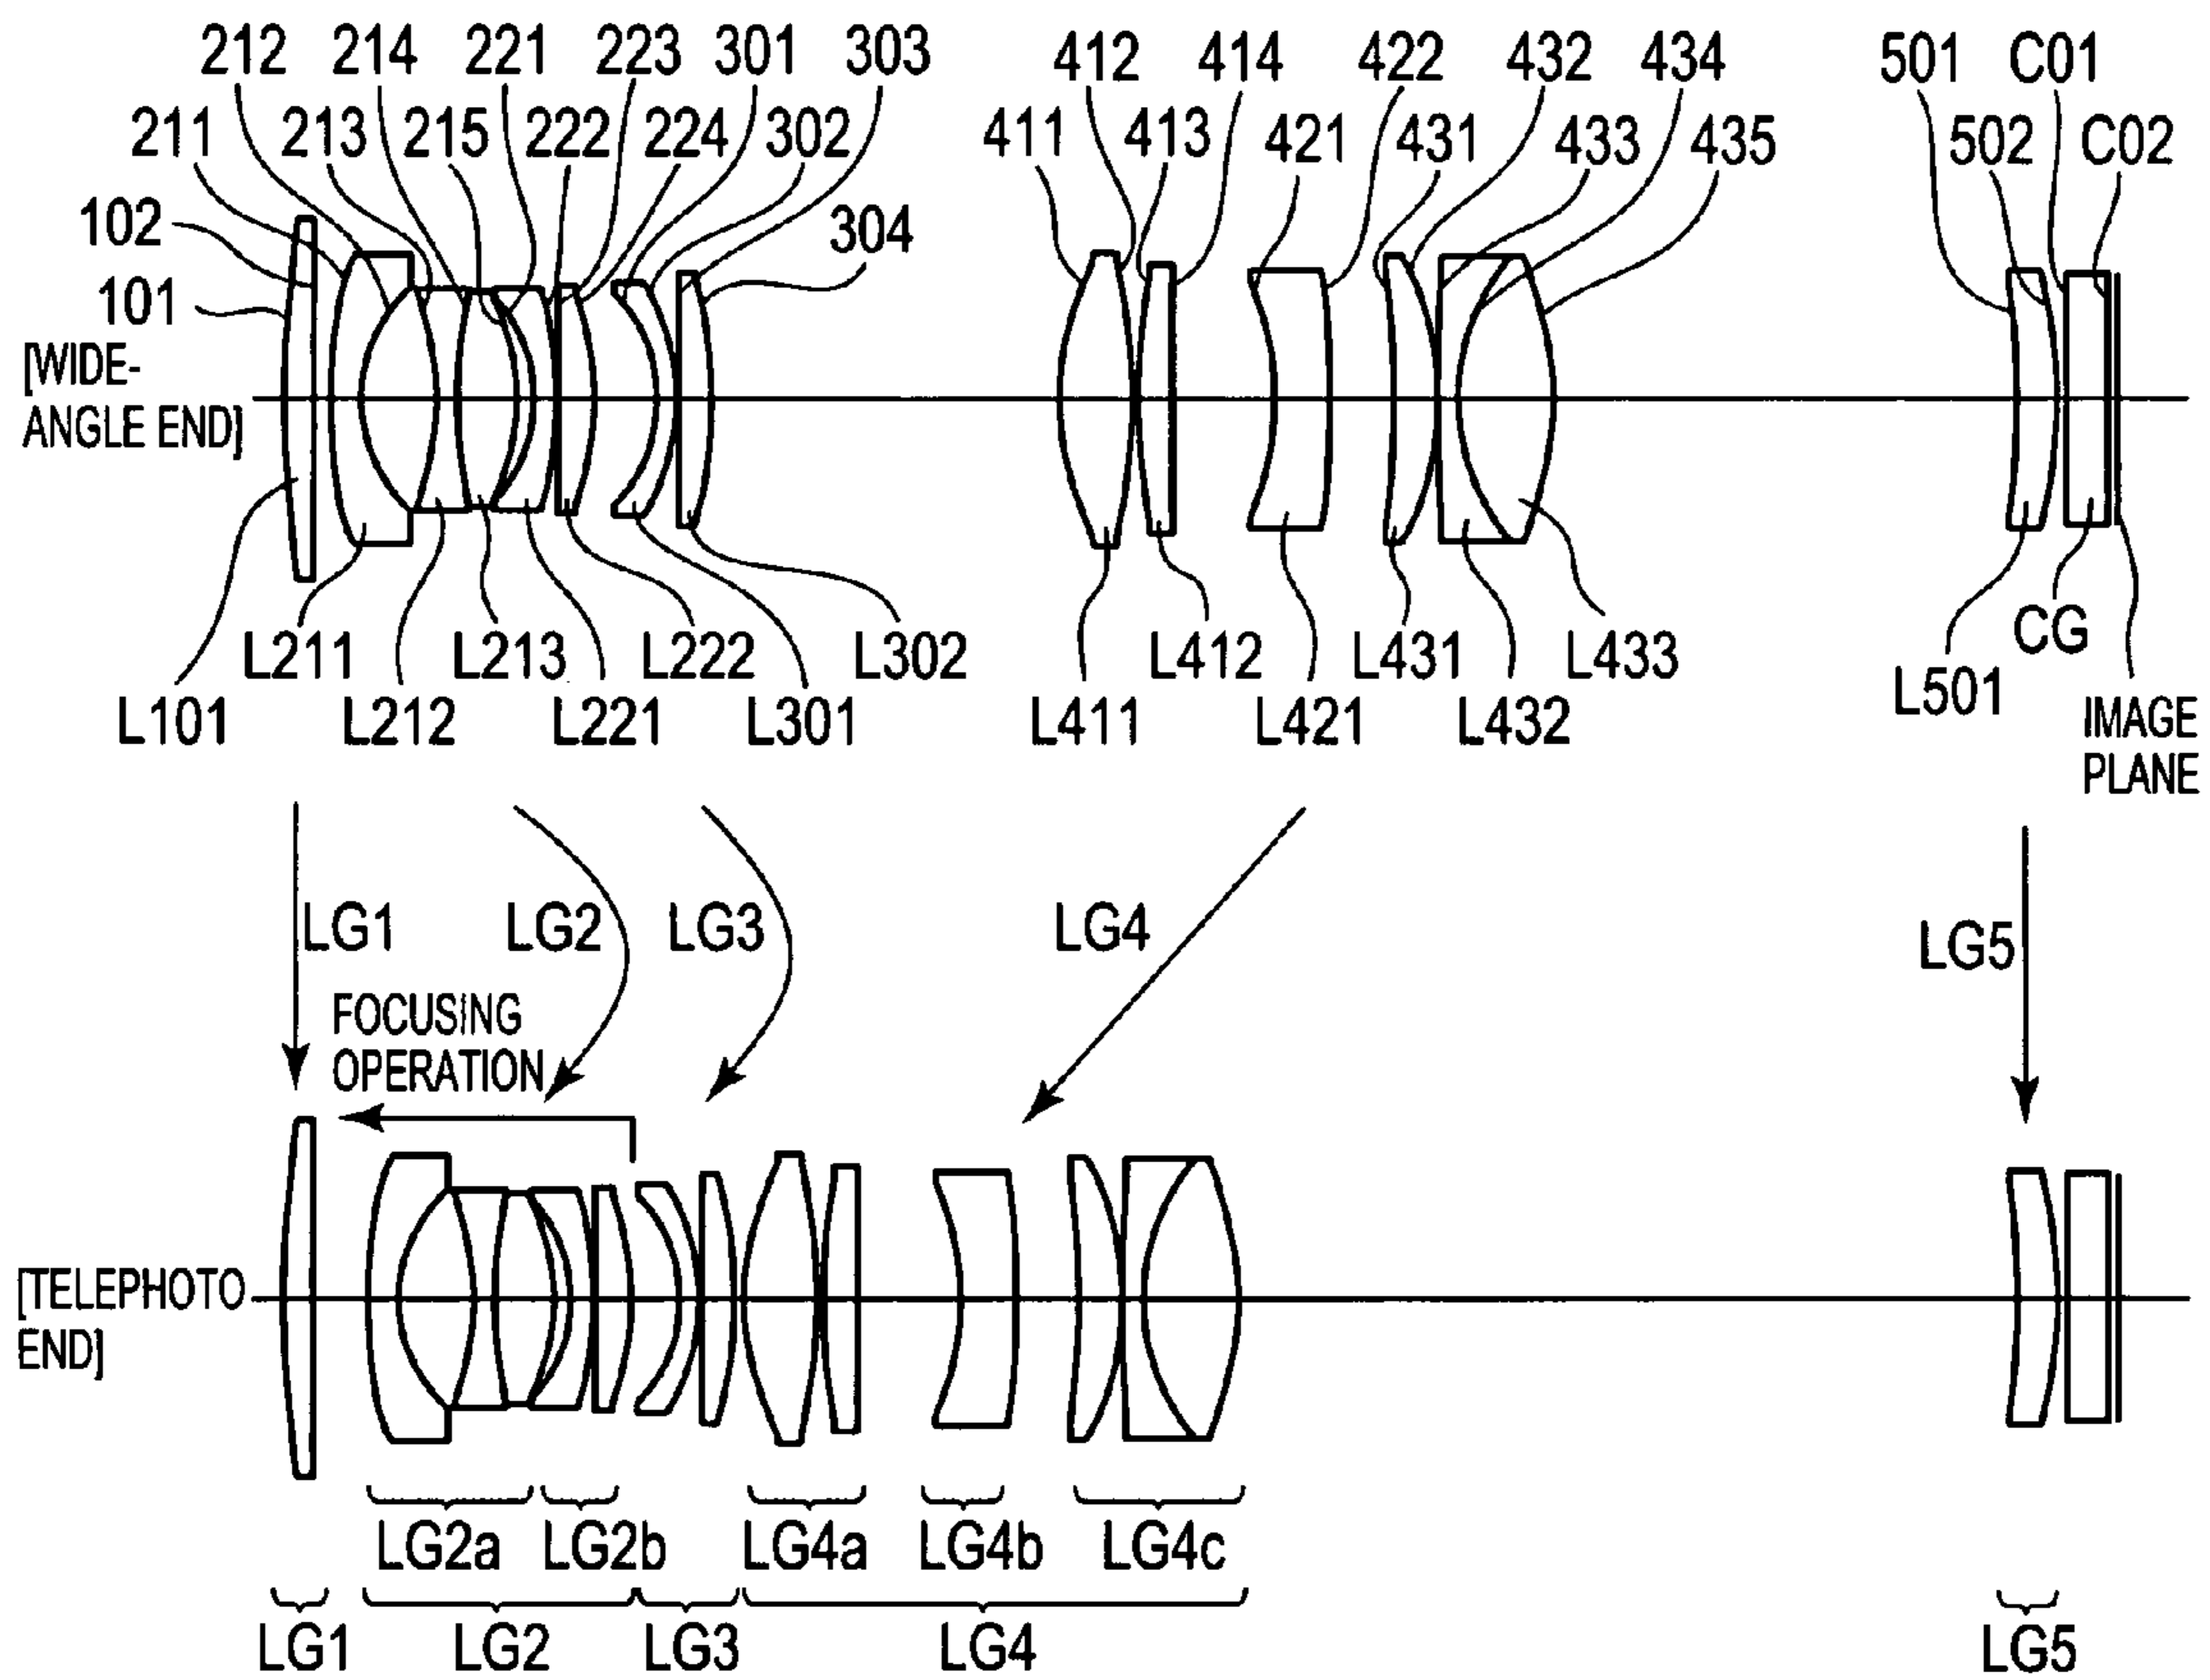 212 214 221 223 301 303 412 414 422 432 434 501 C01
211 213 215 222 224 302 411 413 421 431 433 435 502 C02
102 304
101
[WIDE-
ANGLE END]
L211 L213 L222 L302 L412 L431 L433 CG
L101 L212 L221 L301 L411 L421 L432 L501 IMAGE
PLANE
LG1 LG2 LG3 LG4 LG5
FOCUSING
OPERATION
[TELEPHOTO
END]
LG2a LG2b LG4a LG4b LG4c
LG1 LG2 LG3 LG4 LG5